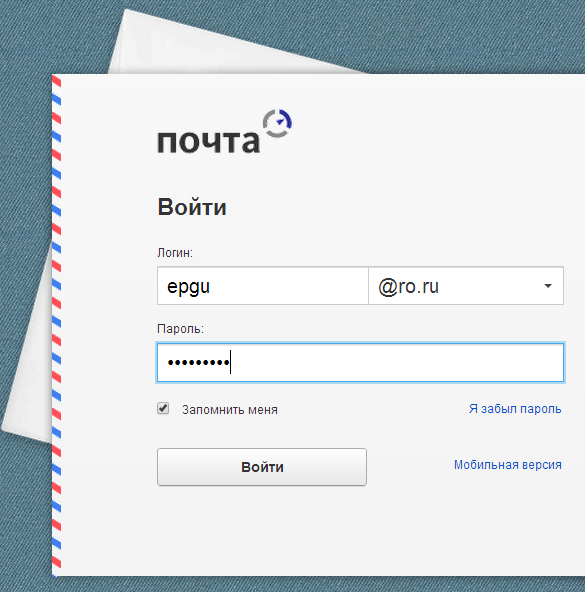 почта
Войти
Логин:
epgu @ro.ru
Пароль:
•••••••••
Запомнить меня Я забыл пароль
Войти Мобильная версия